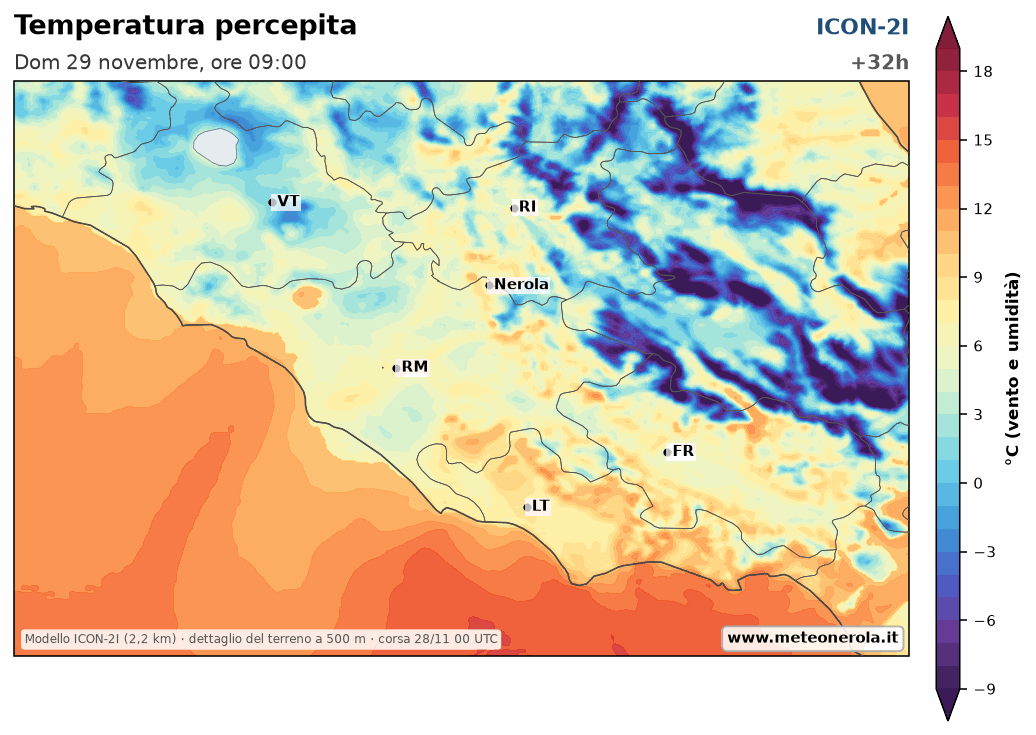 Temperatura percepita
ICON-2I
Dom 29 novembre, ore 09:00
+32h
VT
RI
Nerola
RM
FR
LT
Modello ICON-2I (2,2 km) · dettaglio del terreno a 500 m · corsa 28/11 00 UTC
www.meteonerola.it
18
15
12
9
6
3
0
−3
−6
−9
°C (vento e umidità)